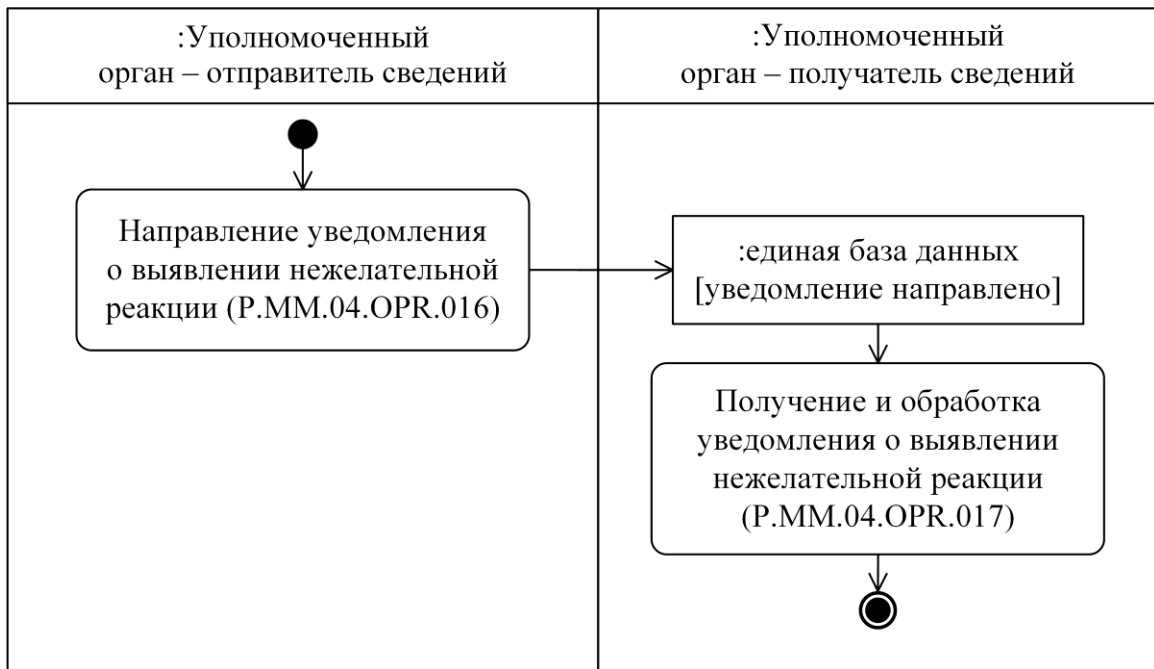 :Уполномоченный
орган – отправитель сведений
:Уполномоченный
орган – получатель сведений
Направление уведомления
о выявлении нежелательной
реакции (P.MM.04.OPR.016)
:единая база данных
[уведомление направлено]
Получение и обработка
уведомления о выявлении
нежелательной реакции
(P.MM.04.OPR.017)